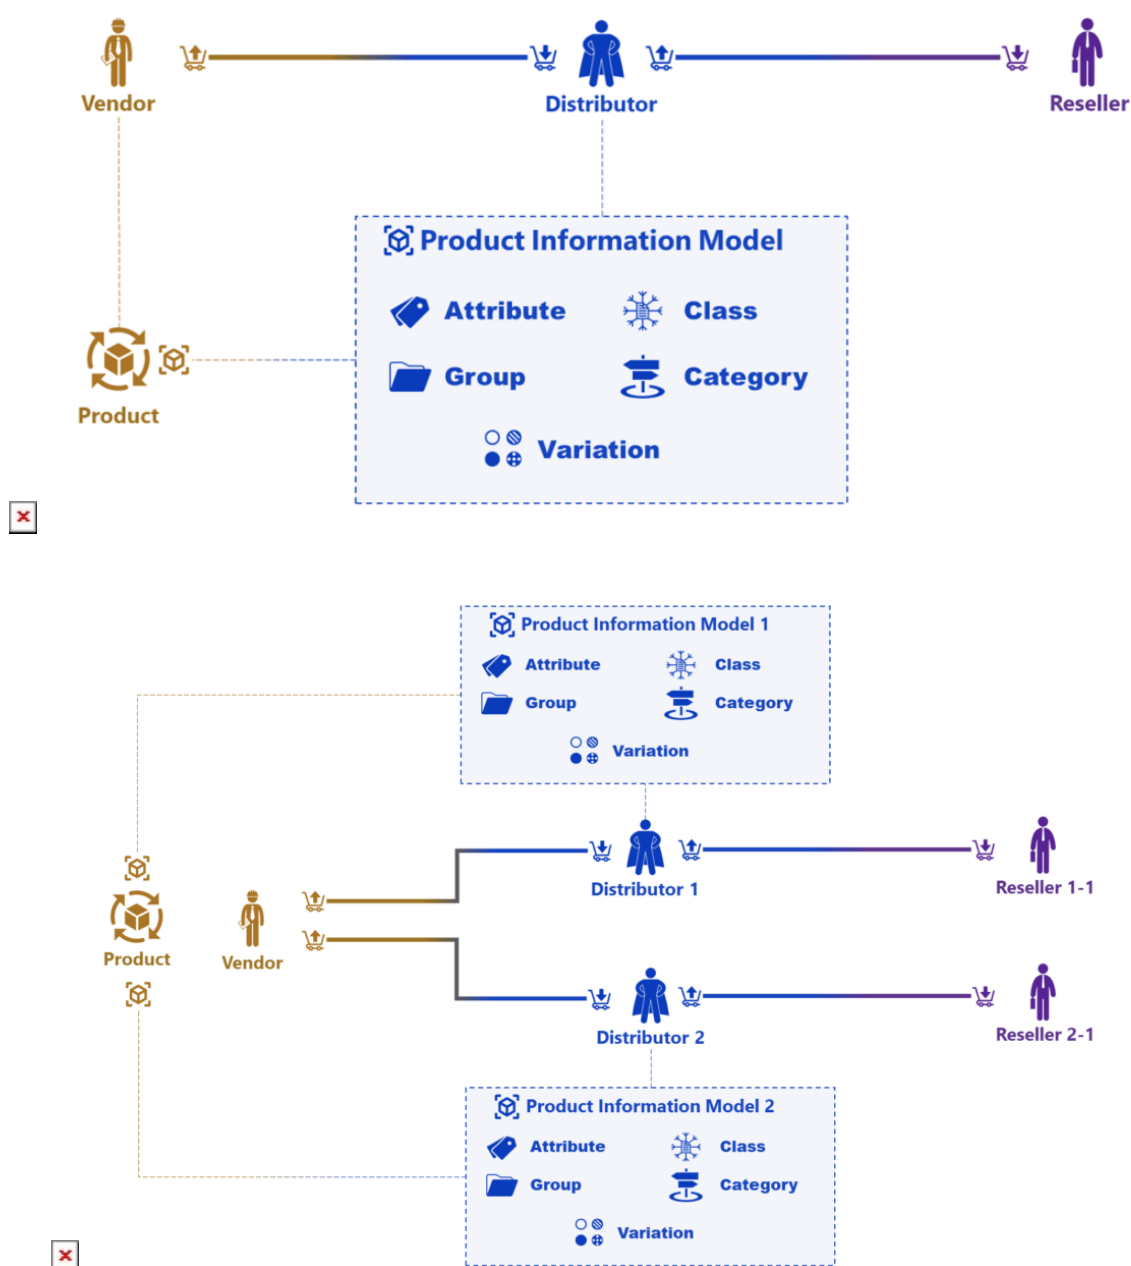 Vendor
Distributor
Reseller
Product Information Model
Attribute
Class
Group
Category
Variation
Product
Product Information Model 1
Attribute
Class
Group
Category
Variation
Distributor 1
Reseller 1-1
Product
Vendor
Distributor 2
Reseller 2-1
Product Information Model 2
Attribute
Class
Group
Category
Variation